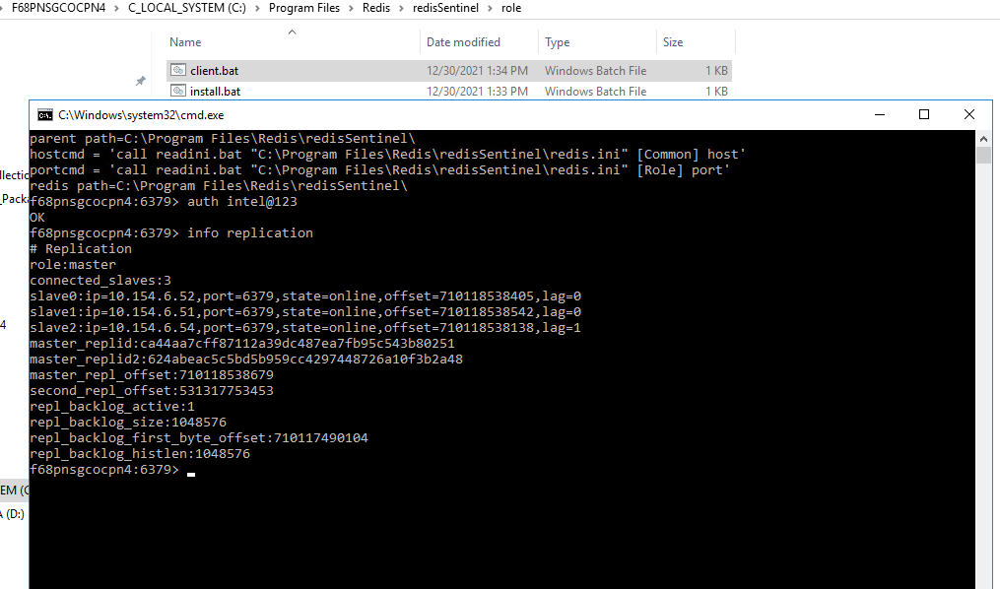 F68PNSGCOCPN4 > C_LOCAL_SYSTEM (C:) > Program Files > Redis > redisSentinel > role
Name Date modified Type Size
client.bat 12/30/2021 1:34 PM Windows Batch File 1 KB
install.bat 12/30/2021 1:33 PM Windows Batch File 1 KB
C:\Windows\system32\cmd.exe
parent path=C:\Program Files\Redis\redisSentinel\
hostcmd = 'call readini.bat "C:\Program Files\Redis\redisSentinel\redis.ini" [Common] host'
portcmd = 'call readini.bat "C:\Program Files\Redis\redisSentinel\redis.ini" [Role] port'
redis path=C:\Program Files\Redis\redisSentinel\
f68pnsgcocpn4:6379> auth intel@123
OK
f68pnsgcocpn4:6379> info replication
# Replication
role:master
connected_slaves:3
slave0:ip=10.154.6.52,port=6379,state=online,offset=710118538405,lag=0
slave1:ip=10.154.6.51,port=6379,state=online,offset=710118538542,lag=0
slave2:ip=10.154.6.54,port=6379,state=online,offset=710118538138,lag=1
master_replid:ca44aa7cff87112a39dc487ea7fb95c543b80251
master_replid2:624abeac5c5bd5b959cc4297448726a10f3b2a48
master_repl_offset:710118538679
second_repl_offset:531317753453
repl_backlog_active:1
repl_backlog_size:1048576
repl_backlog_first_byte_offset:710117490104
repl_backlog_histlen:1048576
f68pnsgcocpn4:6379>
llectio
_Packa
4
EM (C
A (D:)